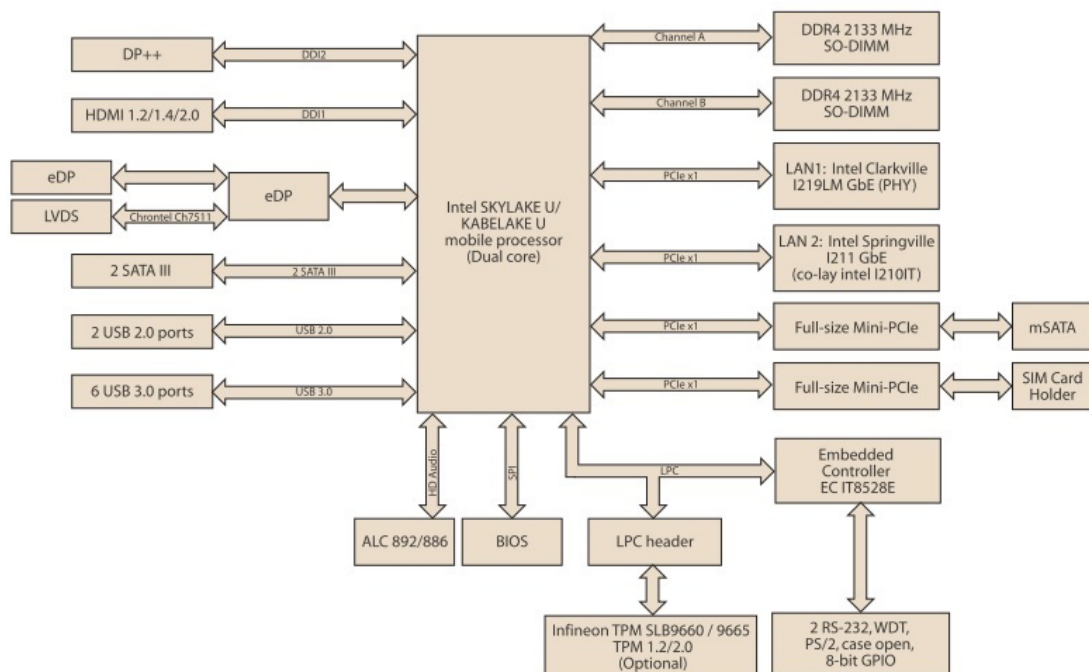 DP++
DDI2
HDMI 1.2/1.4/2.0
DDI1
eDP
LVDS
Chrontel Ch7511
eDP
2 SATA III
2 SATA III
2 USB 2.0 ports
USB 2.0
6 USB 3.0 ports
USB 3.0
Intel SKYLAKE U/
KABELAKE U
mobile processor
(Dual core)
Channel A
DDR4 2133 MHz
SO-DIMM
Channel B
DDR4 2133 MHz
SO-DIMM
PCIe x1
LAN1: Intel Clarkville
I219LM GbE (PHY)
PCIe x1
LAN 2: Intel Springville
I211 GbE
(co-lay intel I210IT)
PCIe x1
Full-size Mini-PCIe
mSATA
PCIe x1
Full-size Mini-PCIe
SIM Card
Holder
HD Audio
SPI
LPC
Embedded
Controller
EC IT8528E
ALC 892/886
BIOS
LPC header
Infineon TPM SLB9660 / 9665
TPM 1.2/2.0
(Optional)
2 RS-232, WDT,
PS/2, case open,
8-bit GPIO